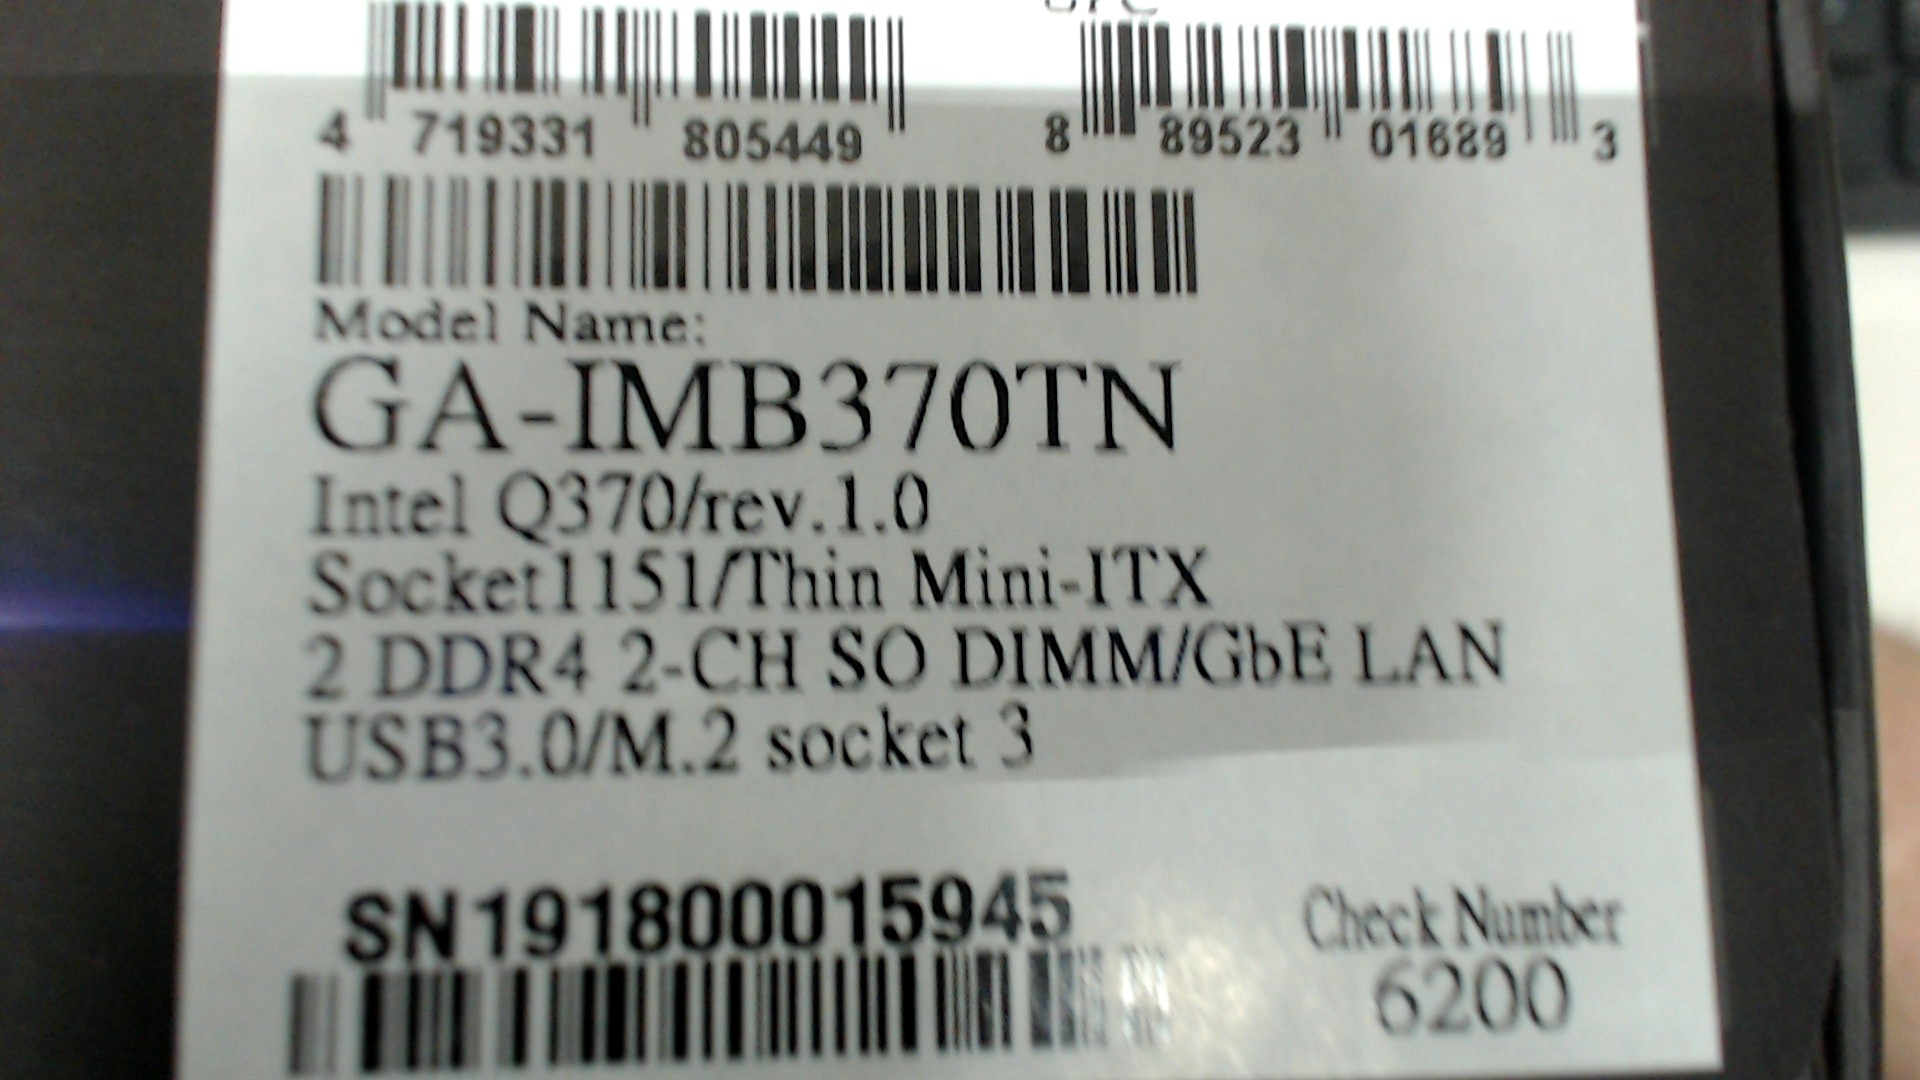 4 719331 805449 8 89523 01689 3
Model Name:
GA-IMB370TN
Intel Q370/rev.1.0
Socket1151/Thin Mini-ITX
2 DDR4 2-CH SO DIMM/GbE LAN
USB3.0/M.2 socket 3
SN191800015945
Check Number
6200